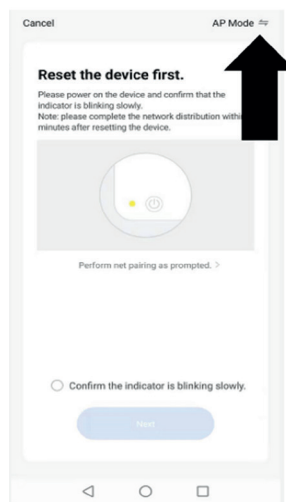 Cancel
AP Mode
Reset the device first.
Please power on the device and confirm that the
indicator is blinking slowly.
Note: please complete the network distribution withi
minutes after resetting the device.
Perform net pairing as prompted. >
Confirm the indicator is blinking slowly.
Next